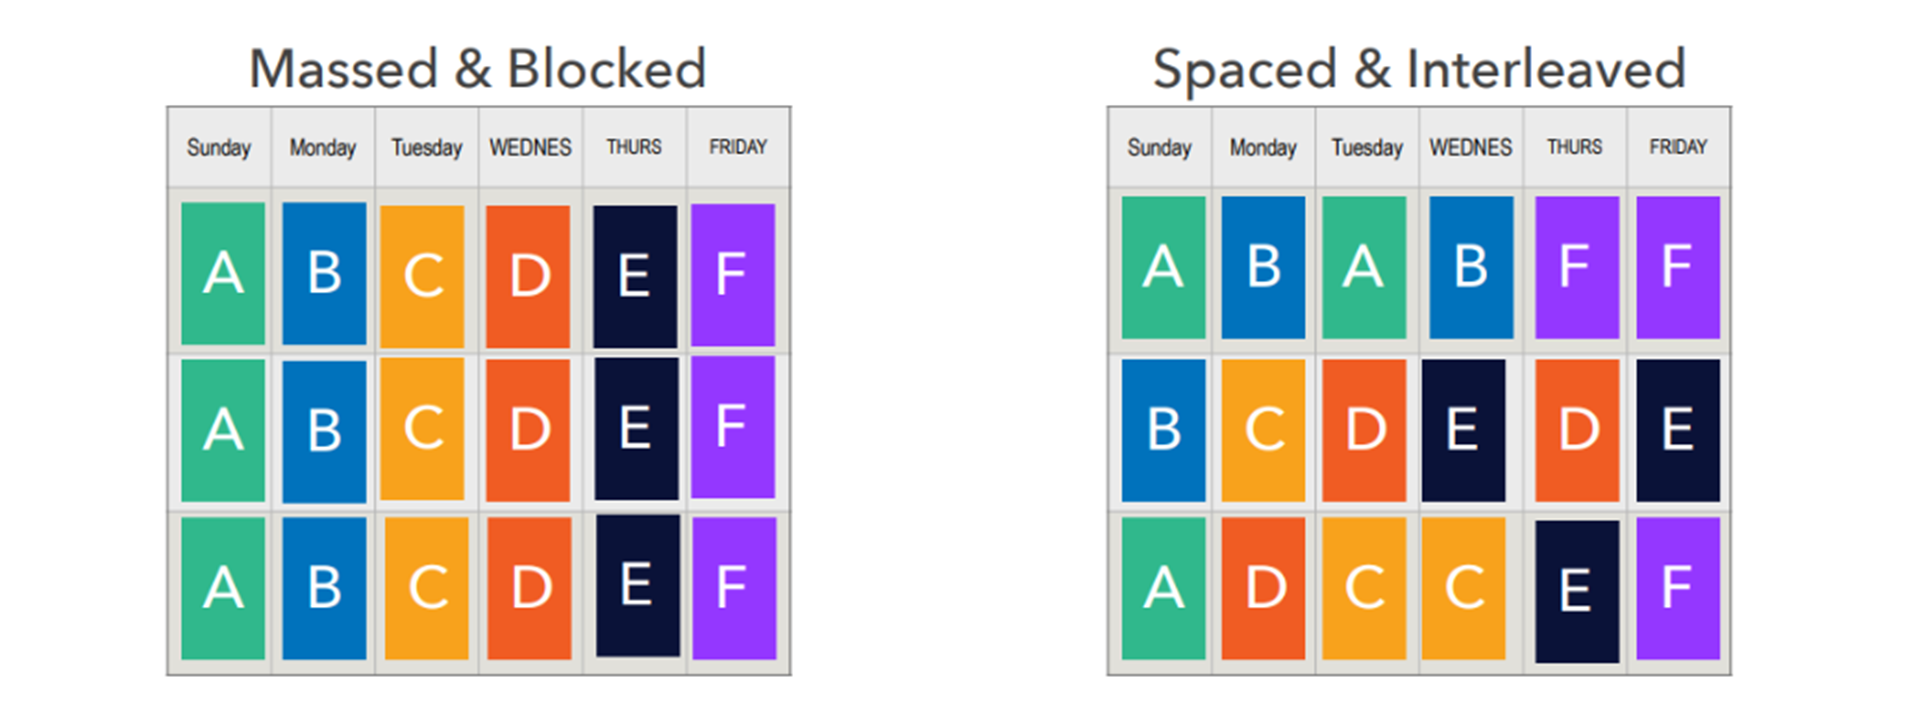 Massed & Blocked
Sunday Monday Tuesday WEDNES THURS FRIDAY
A B C D E F
A B C D E F
A B C D E F
Spaced & Interleaved
Sunday Monday Tuesday WEDNES THURS FRIDAY
A B A B F F
B C D E D E
A D C C E F